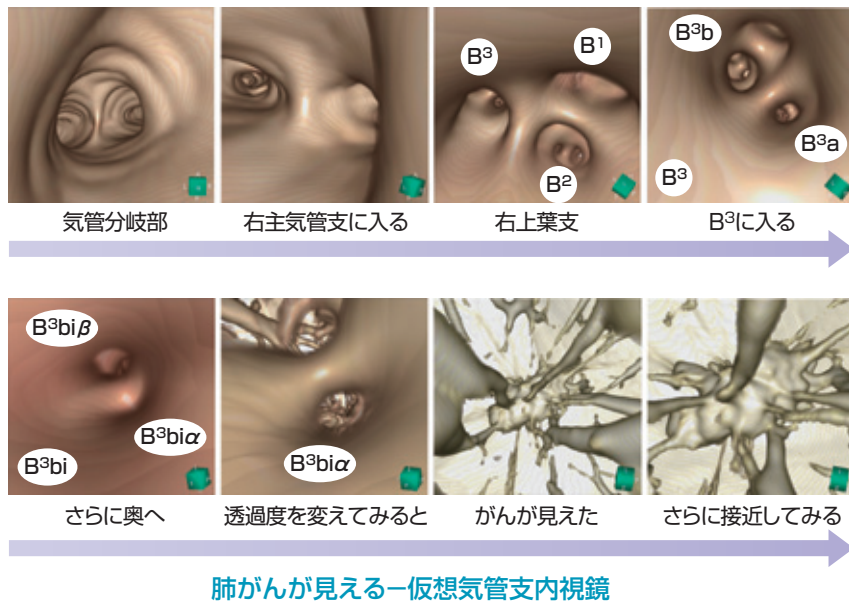 B³
B¹
B²
B³b
B³a
B³
気管分岐部
右主気管支に入る
右上葉支
B³に入る
B³biβ
B³biα
B³bi
B³biα
さらに奥へ
透過度を変えてみると
がんが見えた
さらに接近してみる
肺がんが見える－仮想気管支内視鏡